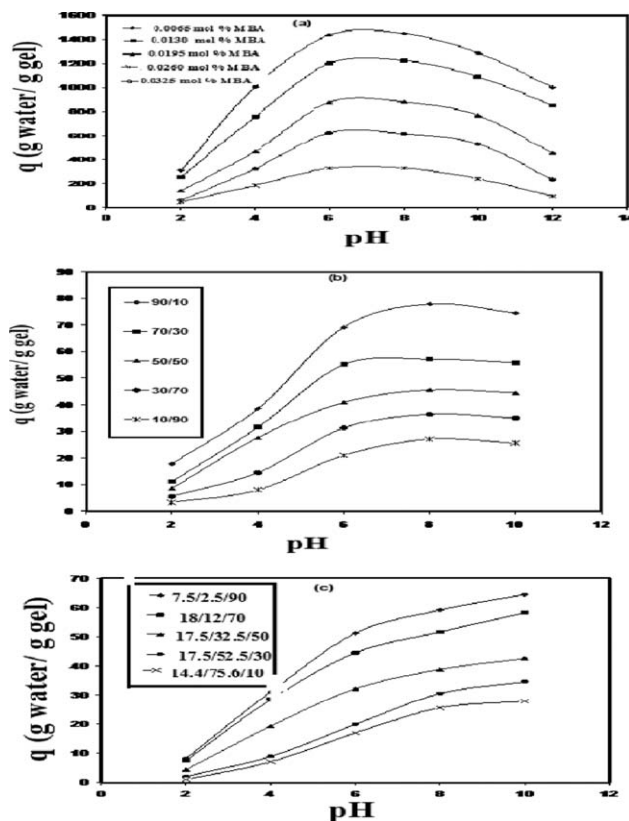 (a)
1600
1400
1200
1000
800
600
400
200
0
0.0065 mol % MBA
0.0130 mol % MBA
0.0195 mol % MBA
0.0260 mol % MBA
0.0325 mol % MBA
q (g water/ g gel)
0 2 4 6 8 10 12 14
pH
(b)
90
80
70
60
50
40
30
20
10
0
90/10
70/30
50/50
30/70
10/90
q (g water/ g gel)
0 2 4 6 8 10 12
pH
(c)
70
60
50
40
30
20
10
0
7.5/2.5/90
18/12/70
17.5/32.5/50
17.5/52.5/30
14.4/75.6/10
q (g water/ g gel)
0 2 4 6 8 10 12
pH